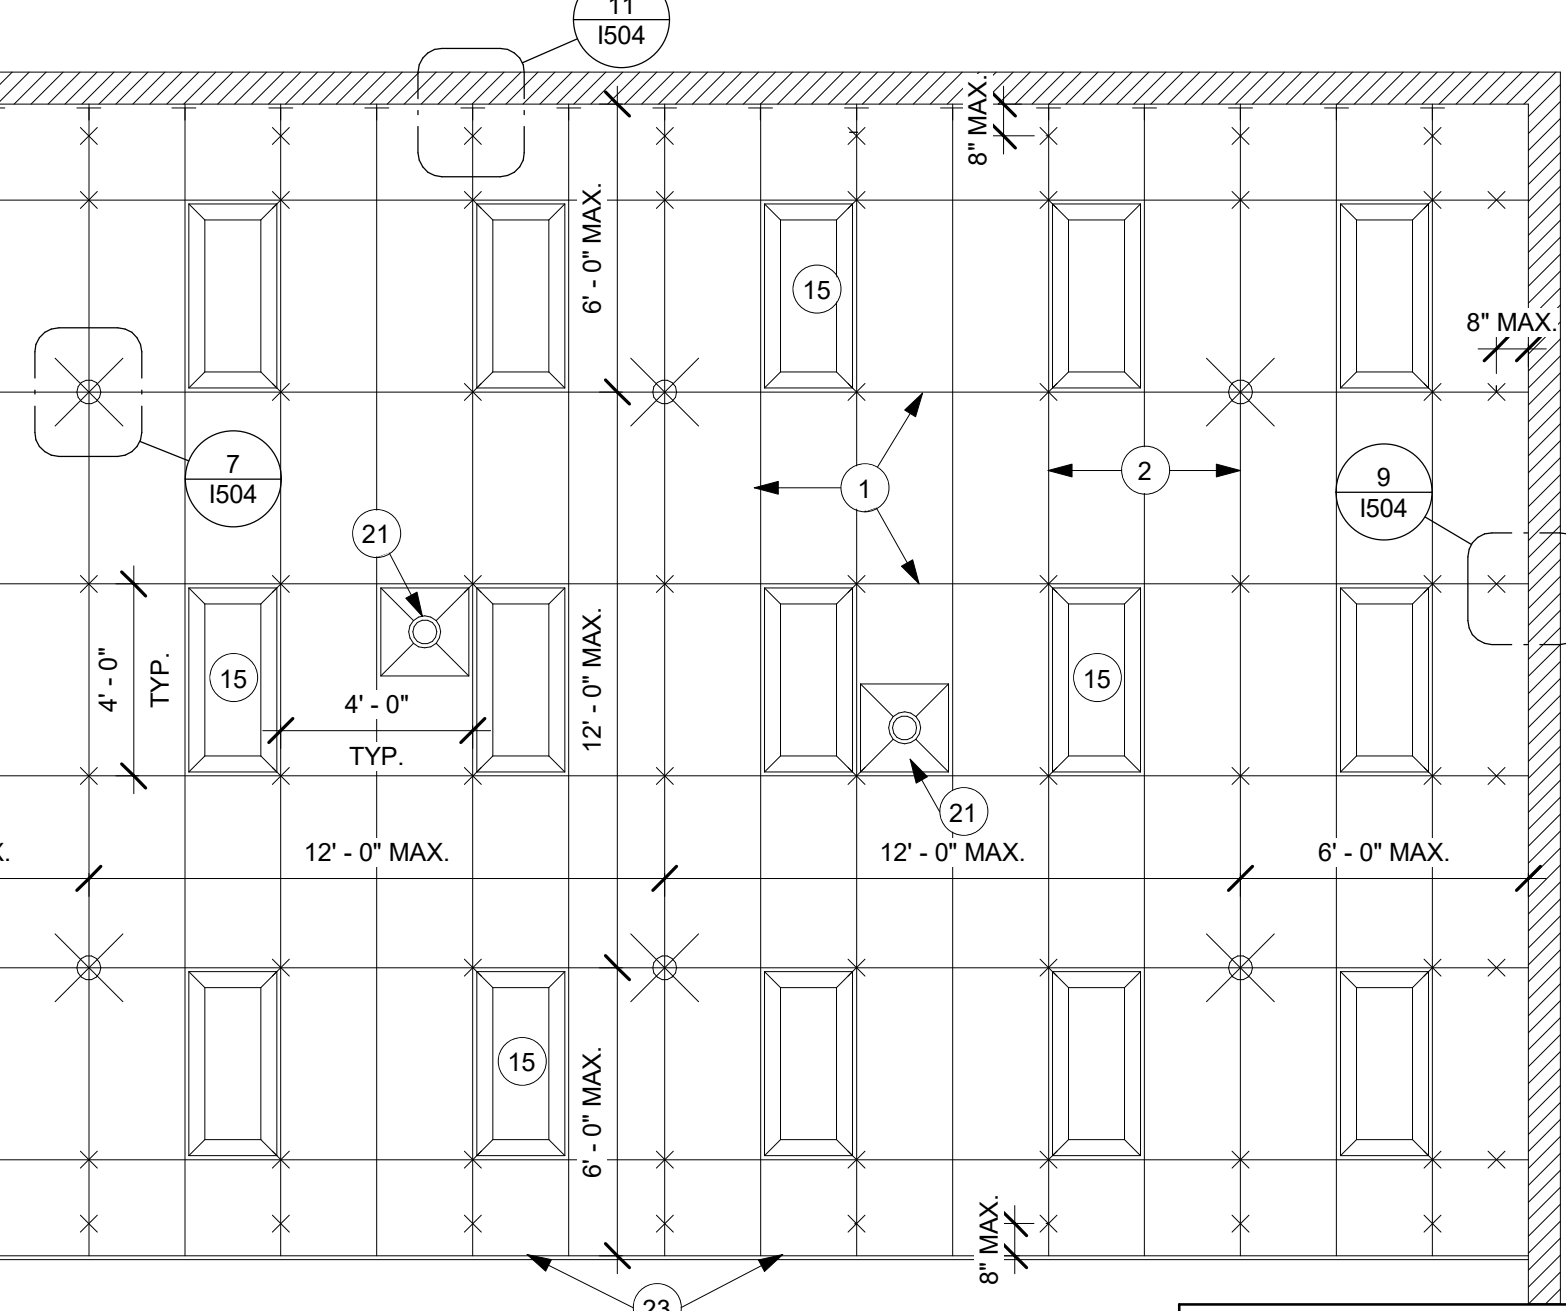 11
I504
8" MAX.
6' - 0" MAX.
15
8" MAX.
7
I504
1
2
9
I504
21
4' - 0"
TYP.
15
12' - 0" MAX.
15
4' - 0"
TYP.
21
X.
12' - 0" MAX.
12' - 0" MAX.
6' - 0" MAX.
15
6' - 0" MAX.
8" MAX.
23